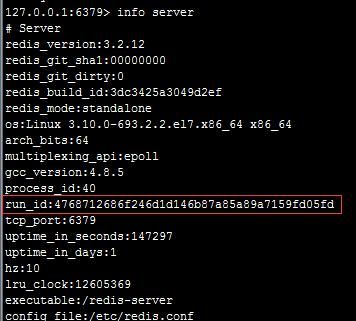 127.0.0.1:6379> info server
# Server
redis_version:3.2.12
redis_git_sha1:00000000
redis_git_dirty:0
redis_build_id:3dc3425a3049d2ef
redis_mode:standalone
os:Linux 3.10.0-693.2.2.el7.x86_64 x86_64
arch_bits:64
multiplexing_api:epoll
gcc_version:4.8.5
process_id:40
run_id:4768712686f246d1d146b87a85a89a7159fd05fd
tcp_port:6379
uptime_in_seconds:147297
uptime_in_days:1
hz:10
lru_clock:12605369
executable:/redis-server
config_file:/etc/redis.conf